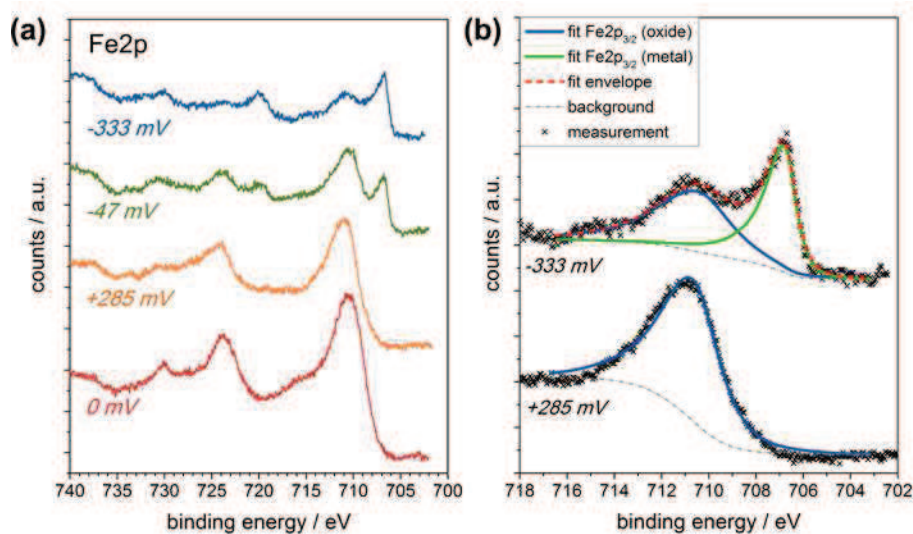 (a)
Fe2p
-333 mV
-47 mV
+285 mV
0 mV
counts / a.u.
740 735 730 725 720 715 710 705 700
binding energy / eV
(b)
fit Fe2p3/2 (oxide)
fit Fe2p3/2 (metal)
fit envelope
background
measurement
-333 mV
+285 mV
counts / a.u.
718 716 714 712 710 708 706 704 702
binding energy / eV